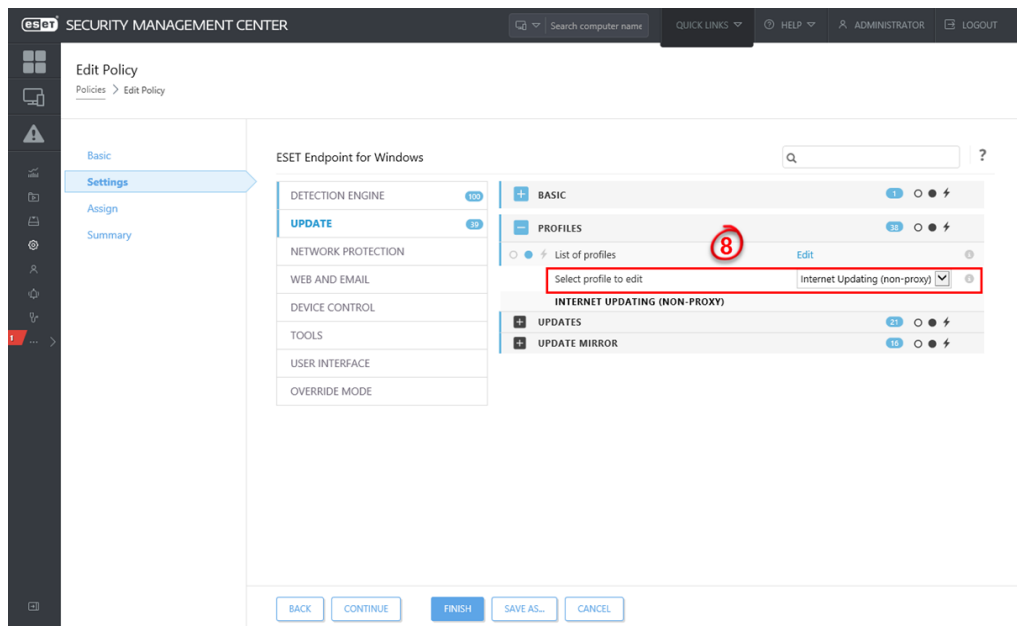 eset SECURITY MANAGEMENT CENTER
Search computer name
QUICK LINKS
HELP
ADMINISTRATOR
LOGOUT
Edit Policy
Policies > Edit Policy
Basic
Settings
Assign
Summary
1
...
ESET Endpoint for Windows
?
DETECTION ENGINE 100
UPDATE 39
NETWORK PROTECTION
WEB AND EMAIL
DEVICE CONTROL
TOOLS
USER INTERFACE
OVERRIDE MODE
BASIC 1
PROFILES 38
8
List of profiles Edit
Select profile to edit Internet Updating (non-proxy)
INTERNET UPDATING (NON-PROXY)
UPDATES 21
UPDATE MIRROR 16
BACK
CONTINUE
FINISH
SAVE AS...
CANCEL